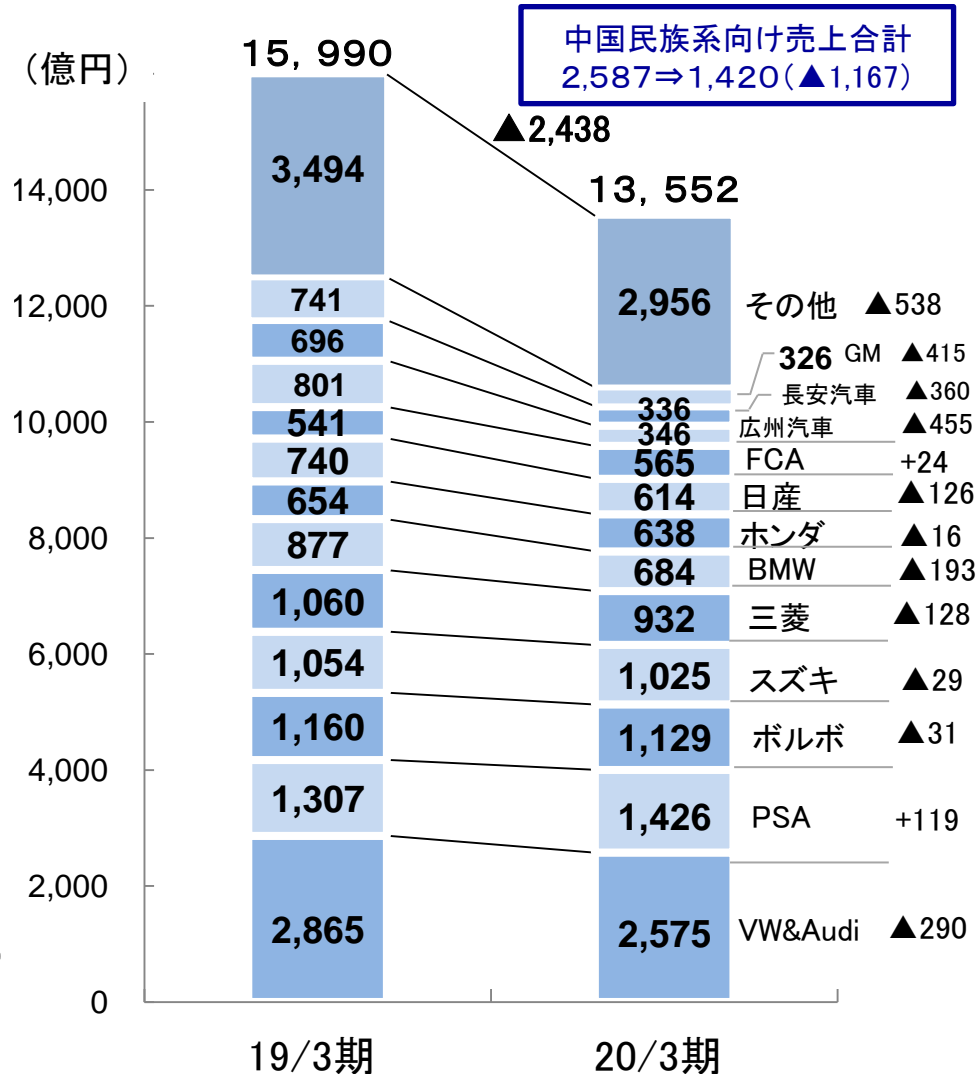 中国民族系向け売上合計
2,587⇒1,420(▲1,167)
(億円)
15,990
▲2,438
13,552
14,000
12,000
10,000
8,000
6,000
4,000
2,000
0
3,494
741
696
801
541
740
654
877
1,060
1,054
1,160
1,307
2,865
2,956 その他 ▲538
326 GM ▲415
336 長安汽車 ▲360
346 広州汽車 ▲455
565 FCA +24
614 日産 ▲126
638 ホンダ ▲16
684 BMW ▲193
932 三菱 ▲128
1,025 スズキ ▲29
1,129 ボルボ ▲31
1,426 PSA +119
2,575 VW&Audi ▲290
19/3期
20/3期